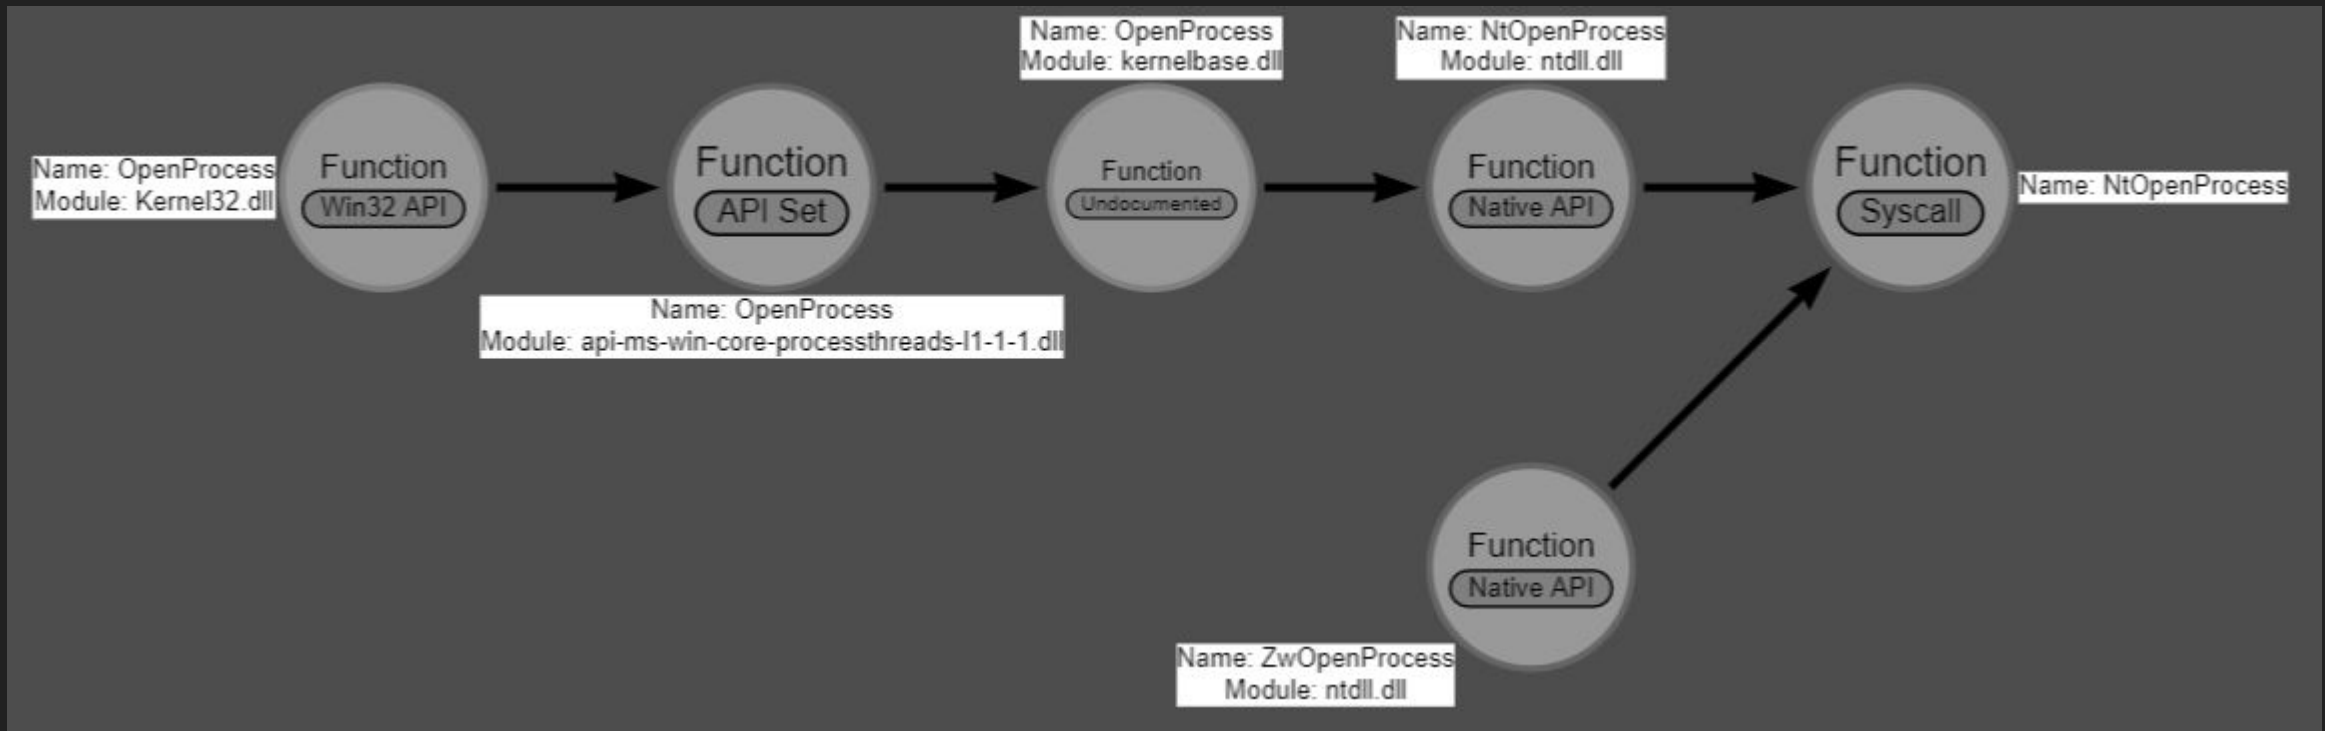 Name: OpenProcess
Module: Kernel32.dll
Function
Win32 API
Function
API Set
Name: OpenProcess
Module: api-ms-win-core-processthreads-l1-1-1.dll
Name: OpenProcess
Module: kernelbase.dll
Function
Undocumented
Name: NtOpenProcess
Module: ntdll.dll
Function
Native API
Function
Syscall
Name: NtOpenProcess
Function
Native API
Name: ZwOpenProcess
Module: ntdll.dll